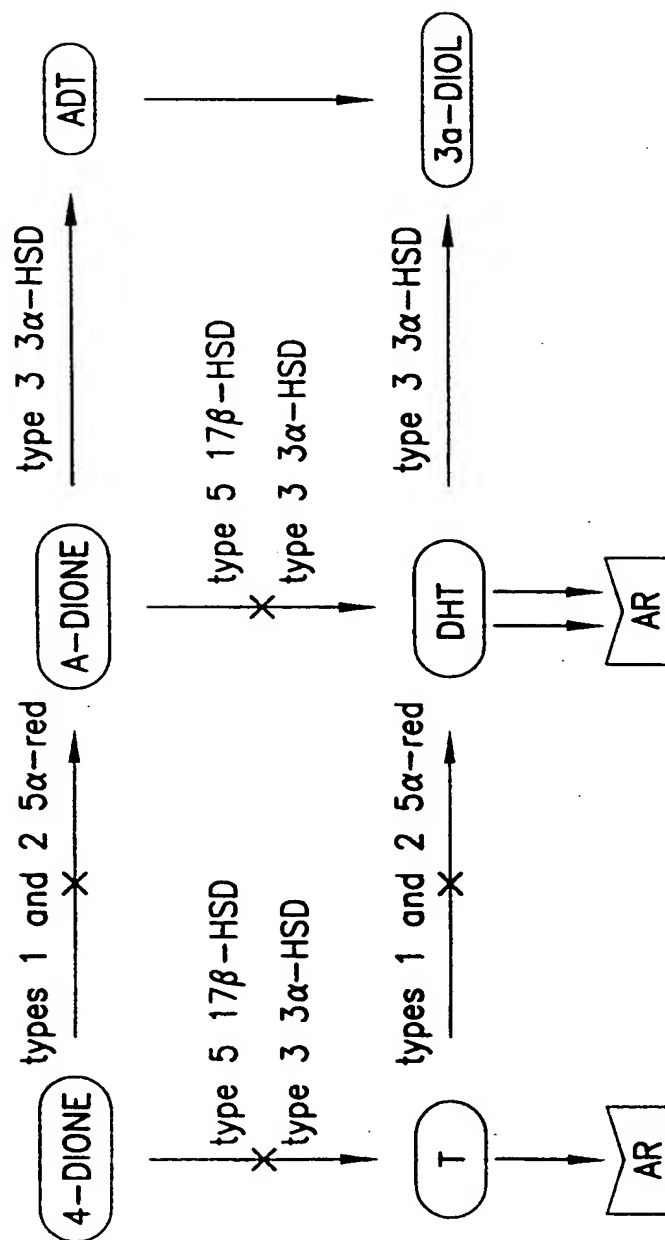 4-DIONE
types 1 and 2 5α-red
A-DIONE
type 3 3α-HSD
ADT
type 5 17β-HSD
type 3 3α-HSD
type 5 17β-HSD
type 3 3α-HSD
T
types 1 and 2 5α-red
DHT
type 3 3α-HSD
3α-DIOL
AR
AR